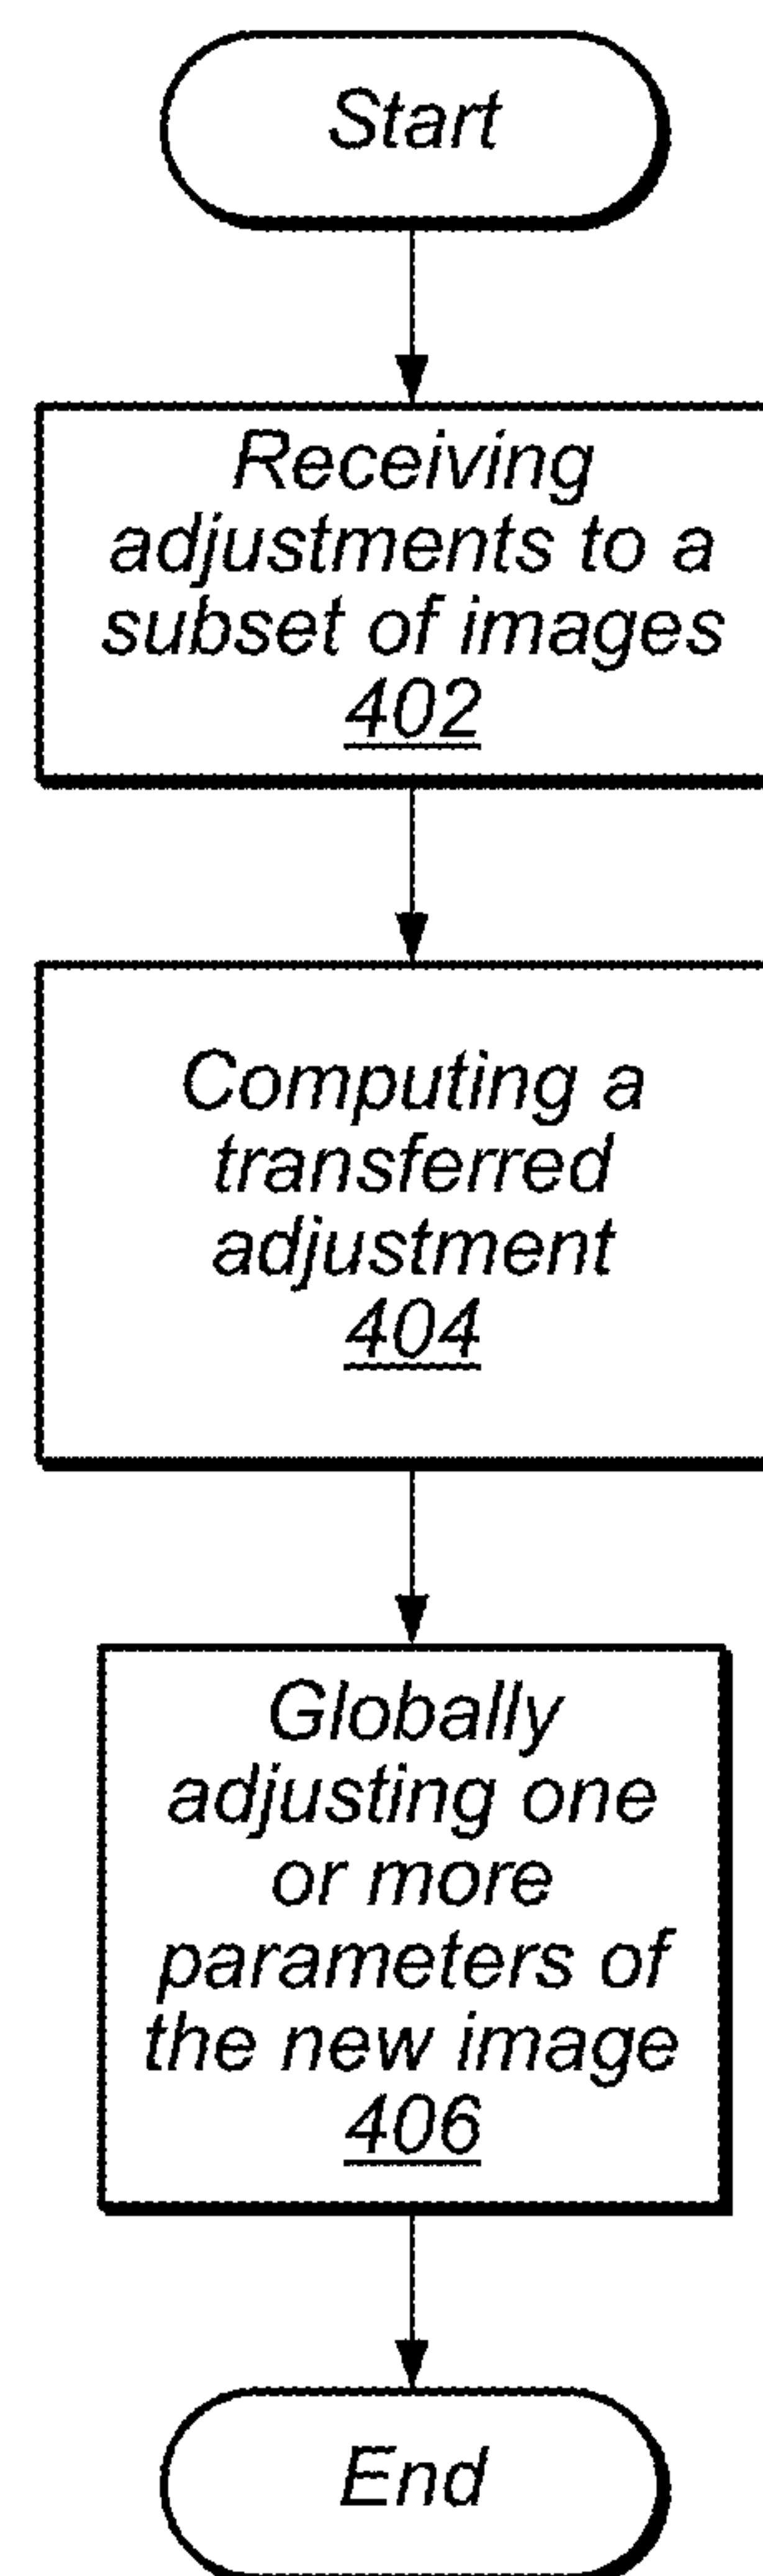 Start
Receiving
adjustments to a
subset of images
402
Computing a
transferred
adjustment
404
Globally
adjusting one
or more
parameters of
the new image
406
End